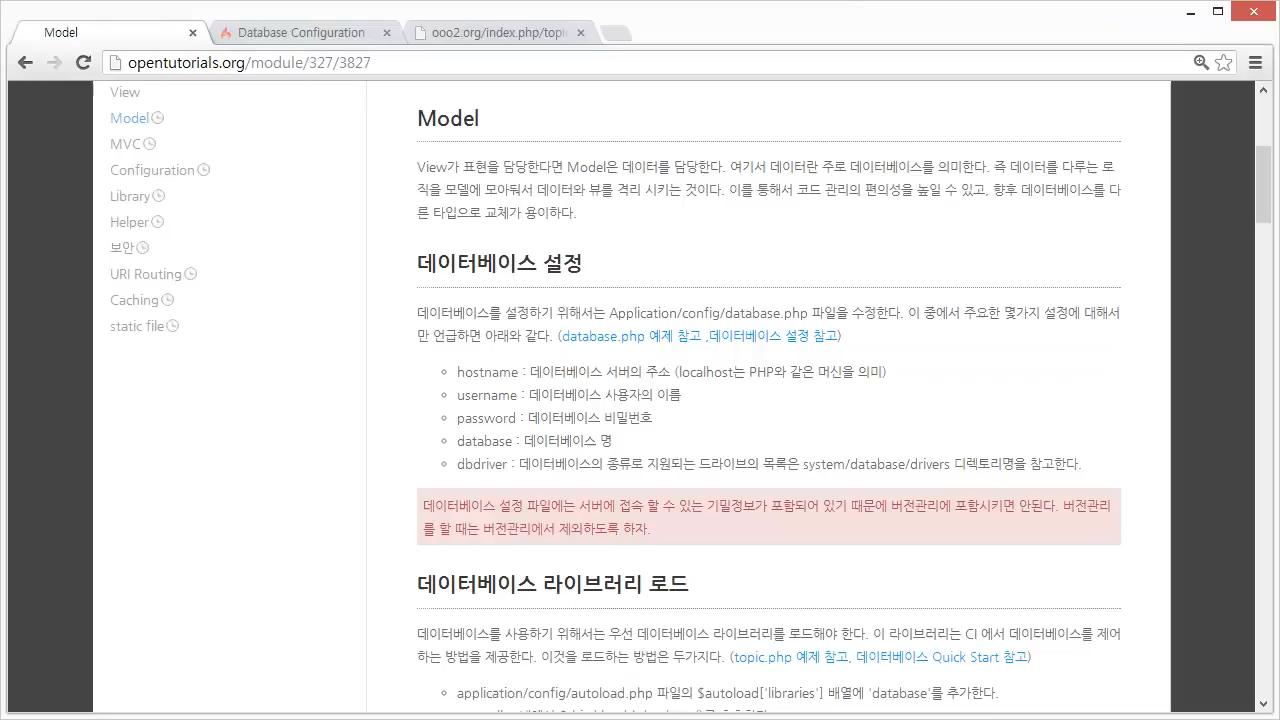 Model
Database Configuration
ooo2.org/index.php/topi
opentutorials.org/module/327/3827
View
Model
MVC
Configuration
Library
Helper
보안
URI Routing
Caching
static file
Model
View가 표현을 담당한다면 Model은 데이터를 담당한다. 여기서 데이터란 주로 데이터베이스를 의미한다. 즉 데이터를 다루는 로
직을 모델에 모아둬서 데이터와 뷰를 격리 시키는 것이다. 이를 통해서 코드 관리의 편의성을 높일 수 있고, 향후 데이터베이스를 다
른 타입으로 교체가 용이하다.
데이터베이스 설정
데이터베이스를 설정하기 위해서는 Application/config/database.php 파일을 수정한다. 이 중에서 주요한 몇가지 설정에 대해서
만 언급하면 아래와 같다. (database.php 예제 참고 ,데이터베이스 설정 참고)
hostname : 데이터베이스 서버의 주소 (localhost는 PHP와 같은 머신을 의미)
username : 데이터베이스 사용자의 이름
password : 데이터베이스 비밀번호
database : 데이터베이스 명
dbdriver : 데이터베이스의 종류로 지원되는 드라이브의 목록은 system/database/drivers 디렉토리명을 참고한다.
데이터베이스 설정 파일에는 서버에 접속 할 수 있는 기밀정보가 포함되어 있기 때문에 버전관리에 포함시키면 안된다. 버전관리
를 할 때는 버전관리에서 제외하도록 하자.
데이터베이스 라이브러리 로드
데이터베이스를 사용하기 위해서는 우선 데이터베이스 라이브러리를 로드해야 한다. 이 라이브러리는 CI 에서 데이터베이스를 제어
하는 방법을 제공한다. 이것을 로드하는 방법은 두가지다. (topic.php 예제 참고, 데이터베이스 Quick Start 참고)
application/config/autoload.php 파일의 $autoload['libraries'] 배열에 'database'를 추가한다.